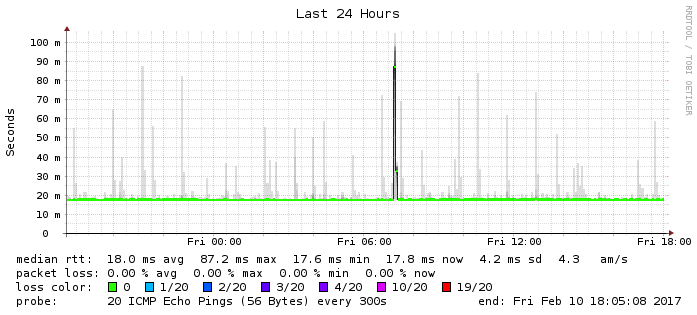 Last 24 Hours
RRDTOOL / TOBI OETIKER
Seconds
100 m
90 m
80 m
70 m
60 m
50 m
40 m
30 m
20 m
10 m
0
Fri 00:00 Fri 06:00 Fri 12:00 Fri 18:00
median rtt: 18.0 ms avg 87.2 ms max 17.6 ms min 17.8 ms now 4.2 ms sd 4.3 am/s
packet loss: 0.00 % avg 0.00 % max 0.00 % min 0.00 % now
loss color: 0 1/20 2/20 3/20 4/20 10/20 19/20
probe: 20 ICMP Echo Pings (56 Bytes) every 300s end: Fri Feb 10 18:05:08 2017